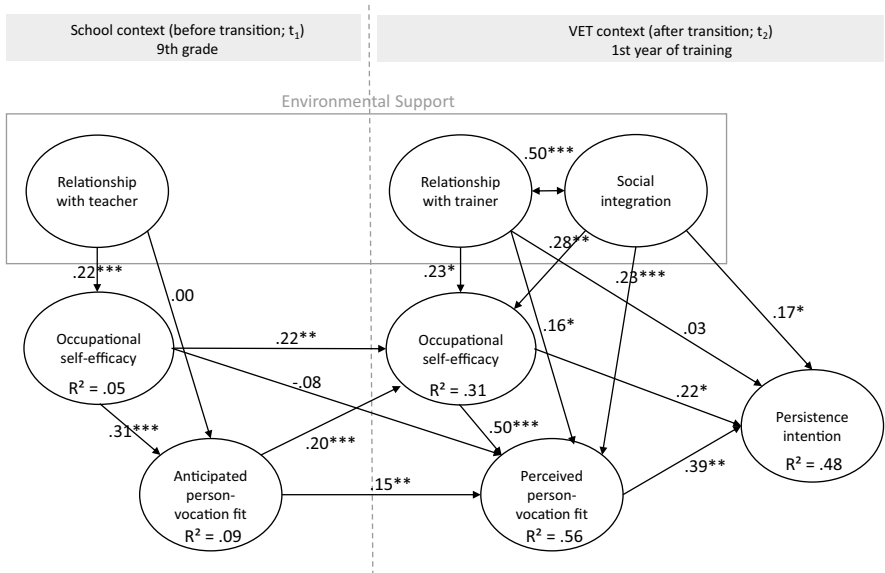 School context (before transition; t₁)
9th grade
VET context (after transition; t₂)
1st year of training
Environmental Support
Relationship
with teacher
Relationship
with trainer
.50***
Social
integration
.22***
.00
.23*
.28**
.23***
.16*
.03
.17*
Occupational
self-efficacy
R² = .05
.22**
-.08
Occupational
self-efficacy
R² = .31
.22*
.31***
.20***
.50***
.39**
Persistence
intention
R² = .48
Anticipated
person-
vocation fit
R² = .09
.15**
Perceived
person-
vocation fit
R² = .56